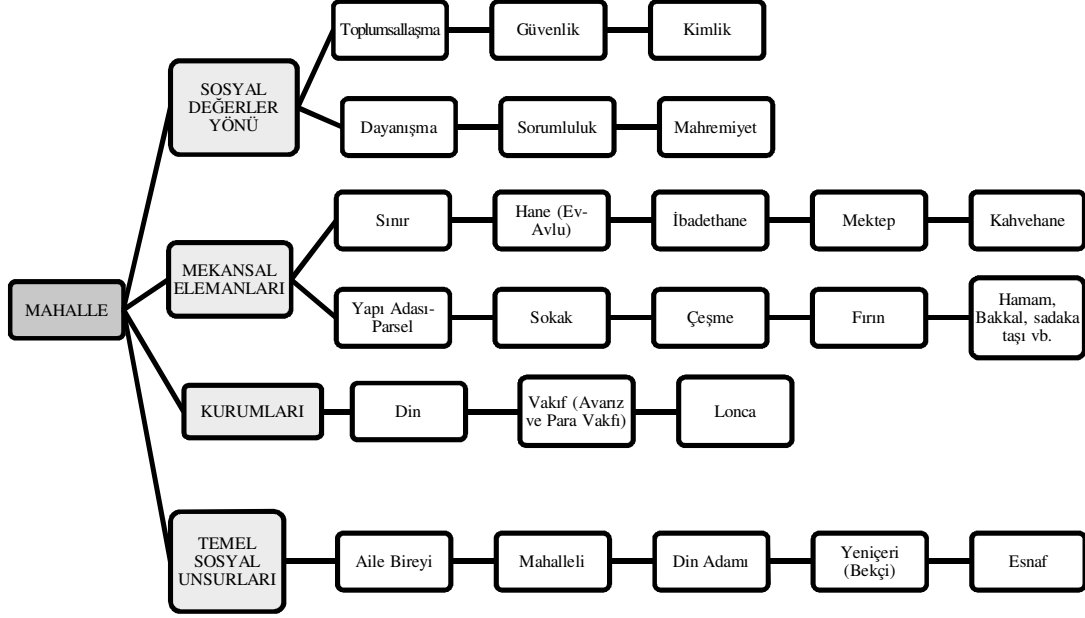 MAHALLE
SOSYAL
DEĞERLER
YÖNÜ
Toplumsallaşma
Güvenlik
Kimlik
Dayanışma
Sorumluluk
Mahremiyet
MEKANSAL
ELEMANLARI
Sınır
Hane (Ev-
Avlu)
İbadethane
Mektep
Kahvehane
Yapı Adası-
Parsel
Sokak
Çeşme
Fırın
Hamam,
Bakkal, sadaka
taşı vb.
KURUMLARI
Din
Vakıf (Avarız
ve Para Vakfı)
Lonca
TEMEL
SOSYAL
UNSURLARI
Aile Bireyi
Mahalleli
Din Adamı
Yeniçeri
(Bekçi)
Esnaf